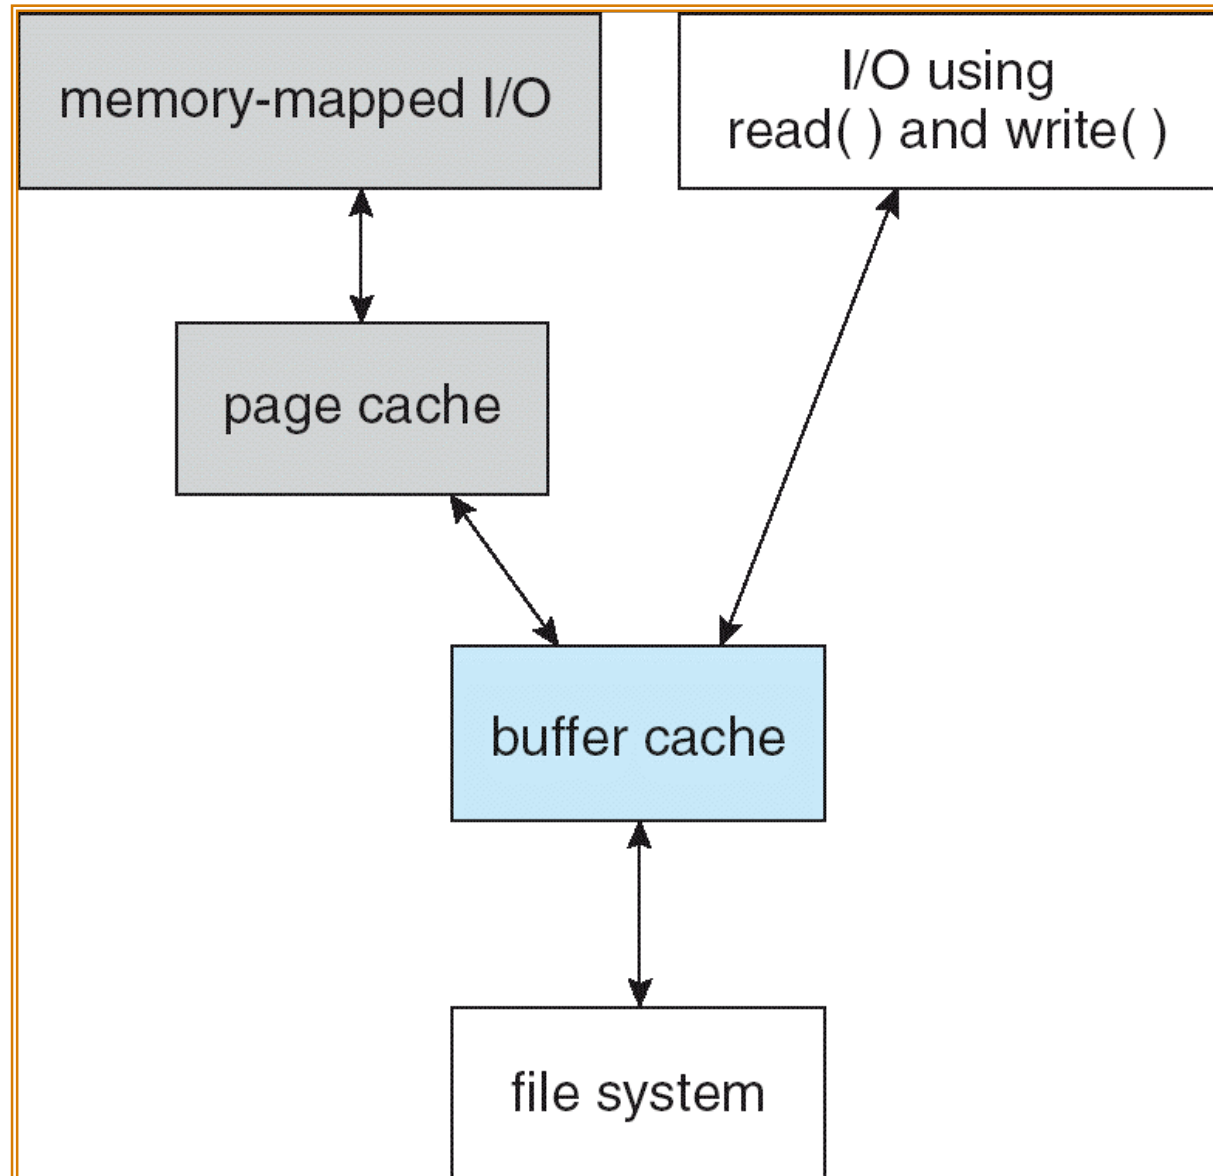 memory-mapped I/O
I/O using
read( ) and write( )
page cache
buffer cache
file system